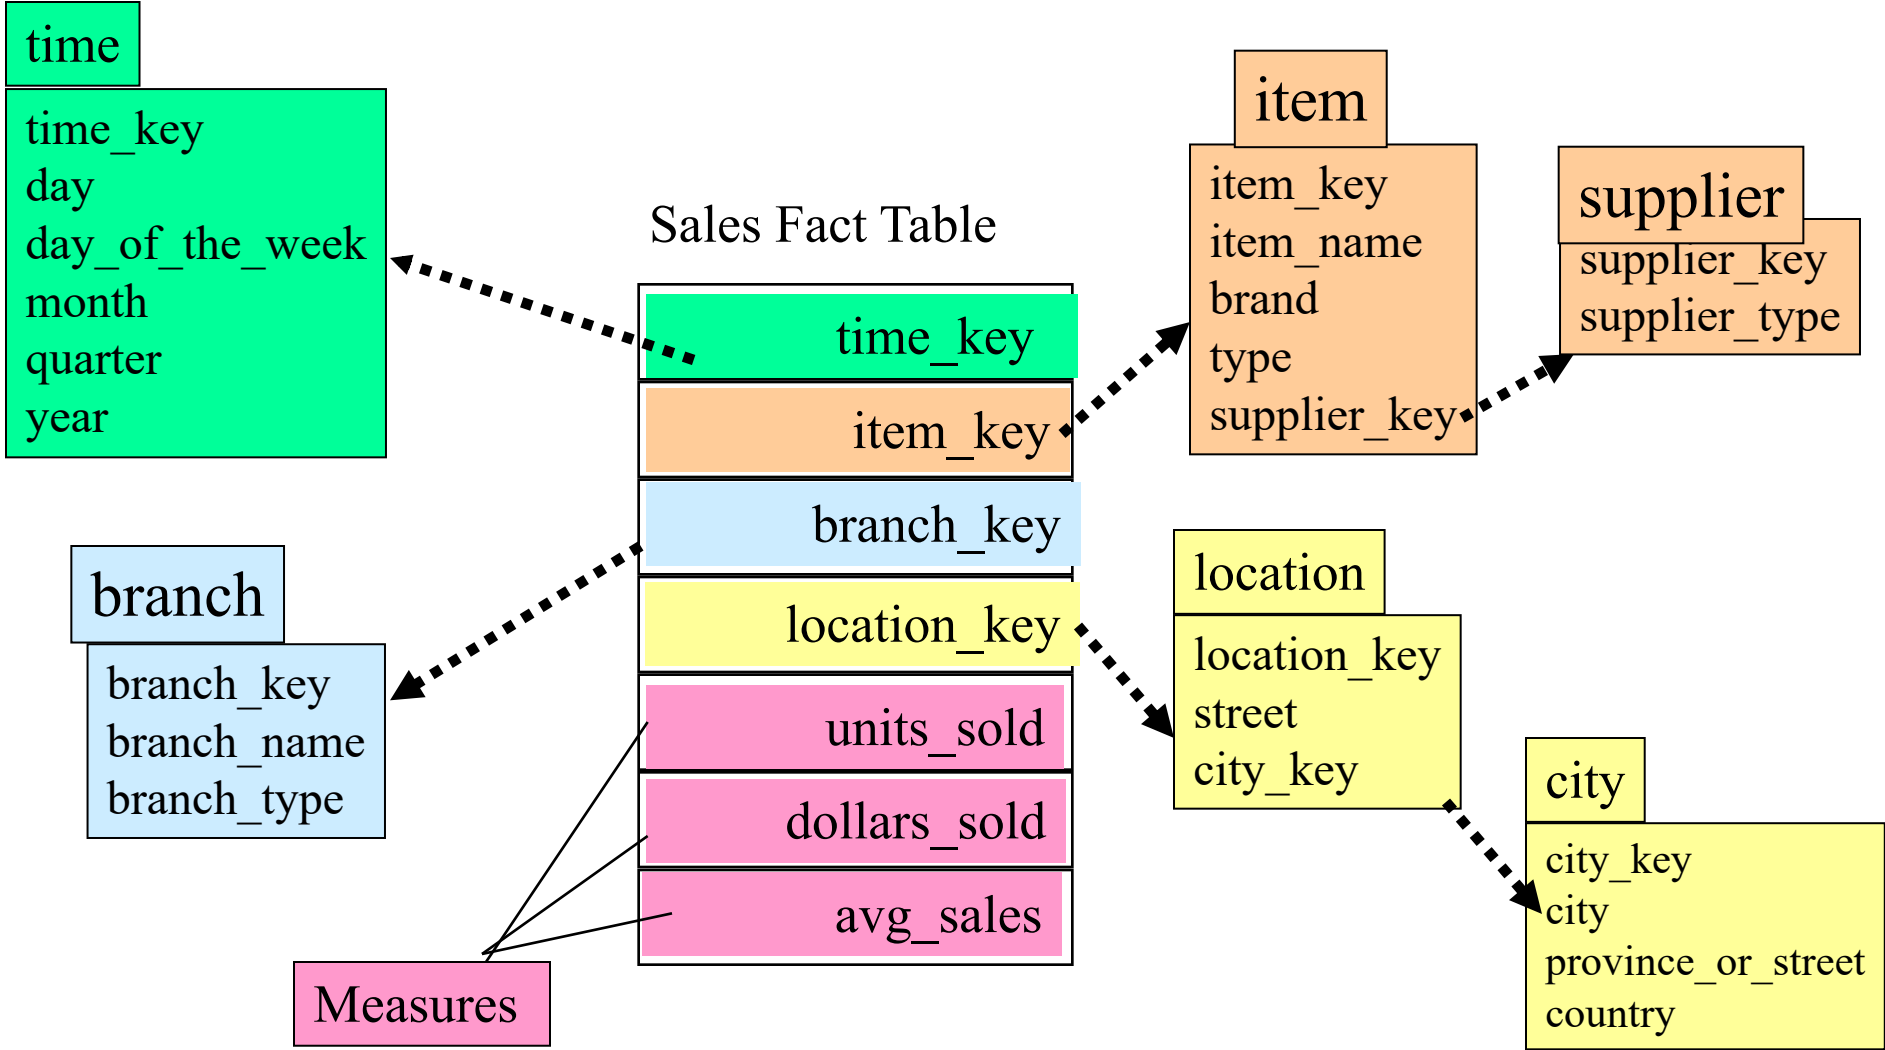 time
time_key
day
day_of_the_week
month
quarter
year
branch
branch_key
branch_name
branch_type
Sales Fact Table
time_key
item_key
branch_key
location_key
units_sold
dollars_sold
avg_sales
Measures
item
item_key
item_name
brand
type
supplier_key
supplier
supplier_key
supplier_type
location
location_key
street
city_key
city
city_key
city
province_or_street
country